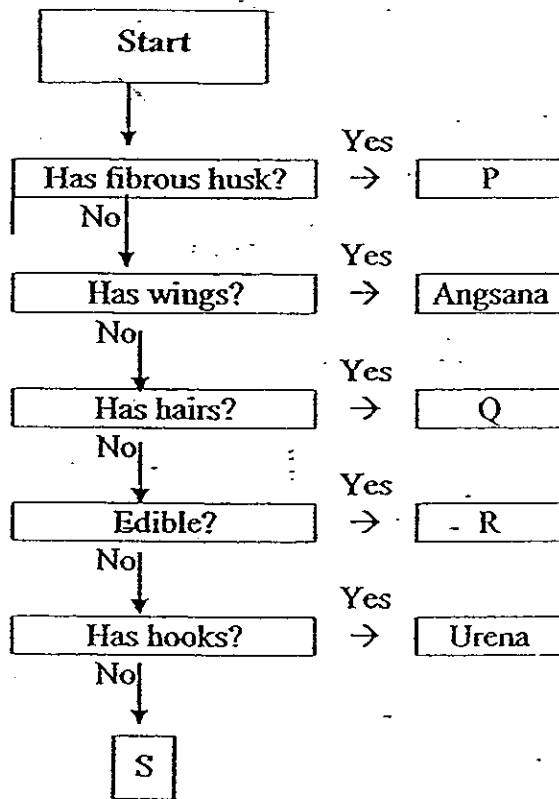 Start
Yes
Has fibrous husk? → P
No
Yes
Has wings? → Angsana
No
Yes
Has hairs? → Q
No
Yes
Edible? → R
No
Yes
Has hooks? → Urena
No
S